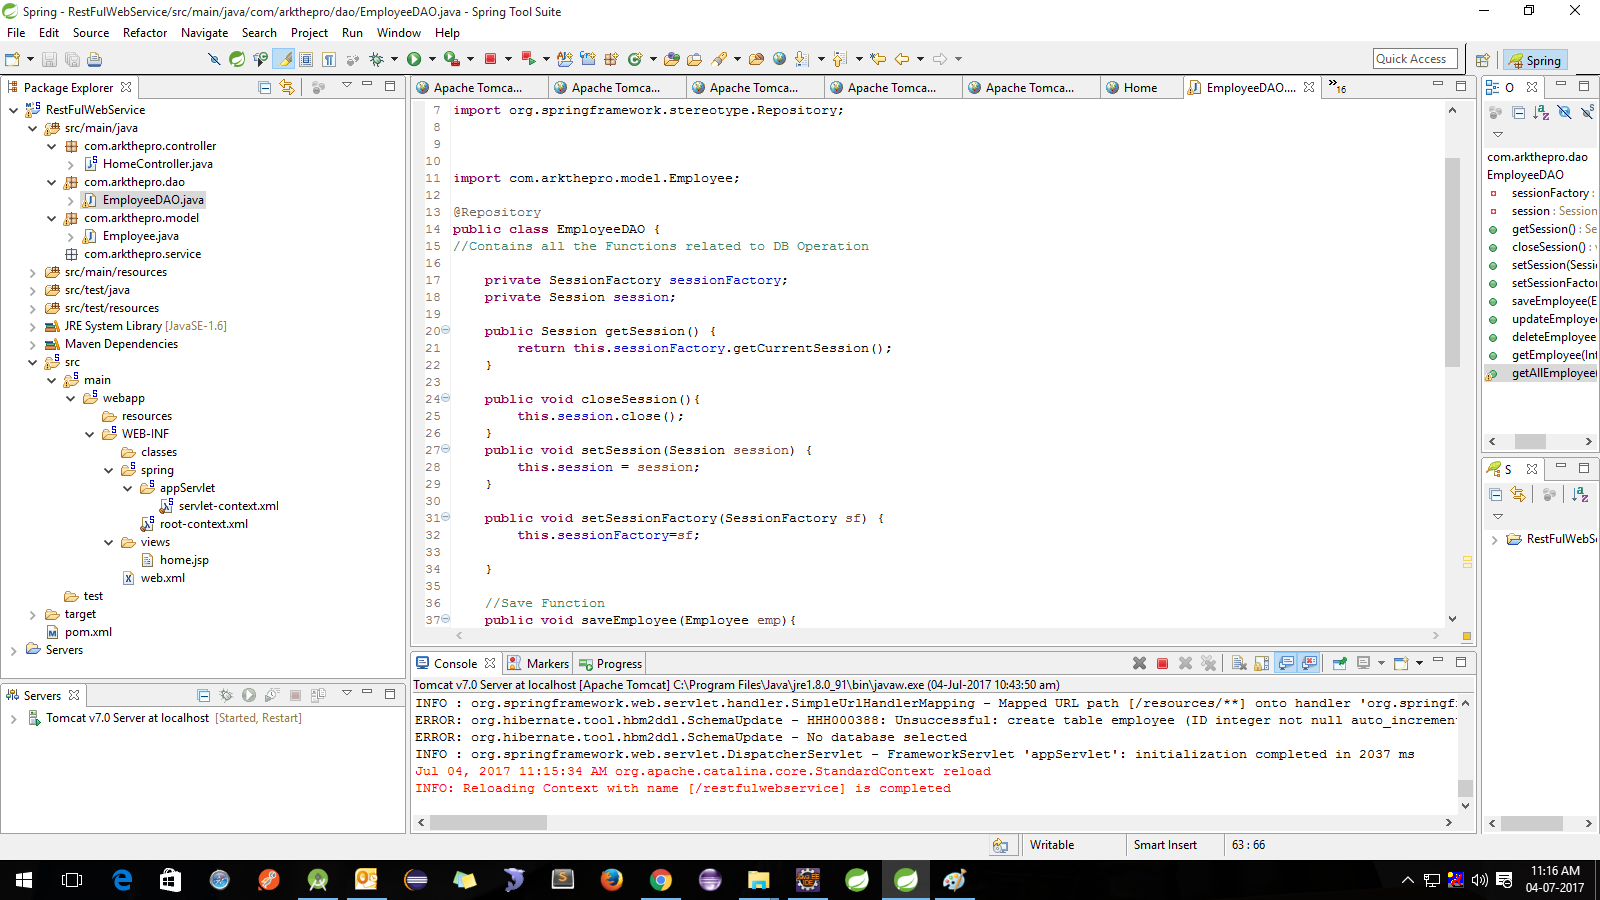 Spring - RestFulWebService/src/main/java/com/arkthepro/dao/EmployeeDAO.java - Spring Tool Suite
File Edit Source Refactor Navigate Search Project Run Window Help
Quick Access
Spring
Package Explorer
RestFulWebService
src/main/java
com.arkthepro.controller
HomeController.java
com.arkthepro.dao
EmployeeDAO.java
com.arkthepro.model
Employee.java
com.arkthepro.service
src/main/resources
src/test/java
src/test/resources
JRE System Library [JavaSE-1.6]
Maven Dependencies
src
main
webapp
resources
WEB-INF
classes
spring
appServlet
servlet-context.xml
root-context.xml
views
home.jsp
web.xml
test
target
pom.xml
Servers
Servers
Tomcat v7.0 Server at localhost [Started, Restart]
Apache Tomca... Apache Tomca... Apache Tomca... Apache Tomca... Apache Tomca... Home EmployeeDAO.... »16
7 import org.springframework.stereotype.Repository;
8
9
10
11 import com.arkthepro.model.Employee;
12
13 @Repository
14 public class EmployeeDAO {
15 //Contains all the Functions related to DB Operation
16
17 private SessionFactory sessionFactory;
18 private Session session;
19
20 public Session getSession() {
21 return this.sessionFactory.getCurrentSession();
22 }
23
24 public void closeSession(){
25 this.session.close();
26 }
27 public void setSession(Session session) {
28 this.session = session;
29 }
30
31 public void setSessionFactory(SessionFactory sf) {
32 this.sessionFactory=sf;
33
34 }
35
36 //Save Function
37 public void saveEmployee(Employee emp){
Console Markers Progress
Tomcat v7.0 Server at localhost [Apache Tomcat] C:\Program Files\Java\jre1.8.0_91\bin\javaw.exe (04-Jul-2017 10:43:50 am)
INFO : org.springframework.web.servlet.handler.SimpleUrlHandlerMapping - Mapped URL path [/resources/**] onto handler 'org.springf
ERROR: org.hibernate.tool.hbm2ddl.SchemaUpdate - HHH000388: Unsuccessful: create table employee (ID integer not null auto_incremen
ERROR: org.hibernate.tool.hbm2ddl.SchemaUpdate - No database selected
INFO : org.springframework.web.servlet.DispatcherServlet - FrameworkServlet 'appServlet': initialization completed in 2037 ms
Jul 04, 2017 11:15:34 AM org.apache.catalina.core.StandardContext reload
INFO: Reloading Context with name [/restfulwebservice] is completed
O
com.arkthepro.dao
EmployeeDAO
sessionFactory :
session : Session
getSession() : Se
closeSession() :
setSession(Sessi
setSessionFactor
saveEmployee(E
updateEmployee
deleteEmployee
getEmployee(Int
getAllEmployee(
S
RestFulWebSe
Writable Smart Insert 63 : 66
11:16 AM
04-07-2017